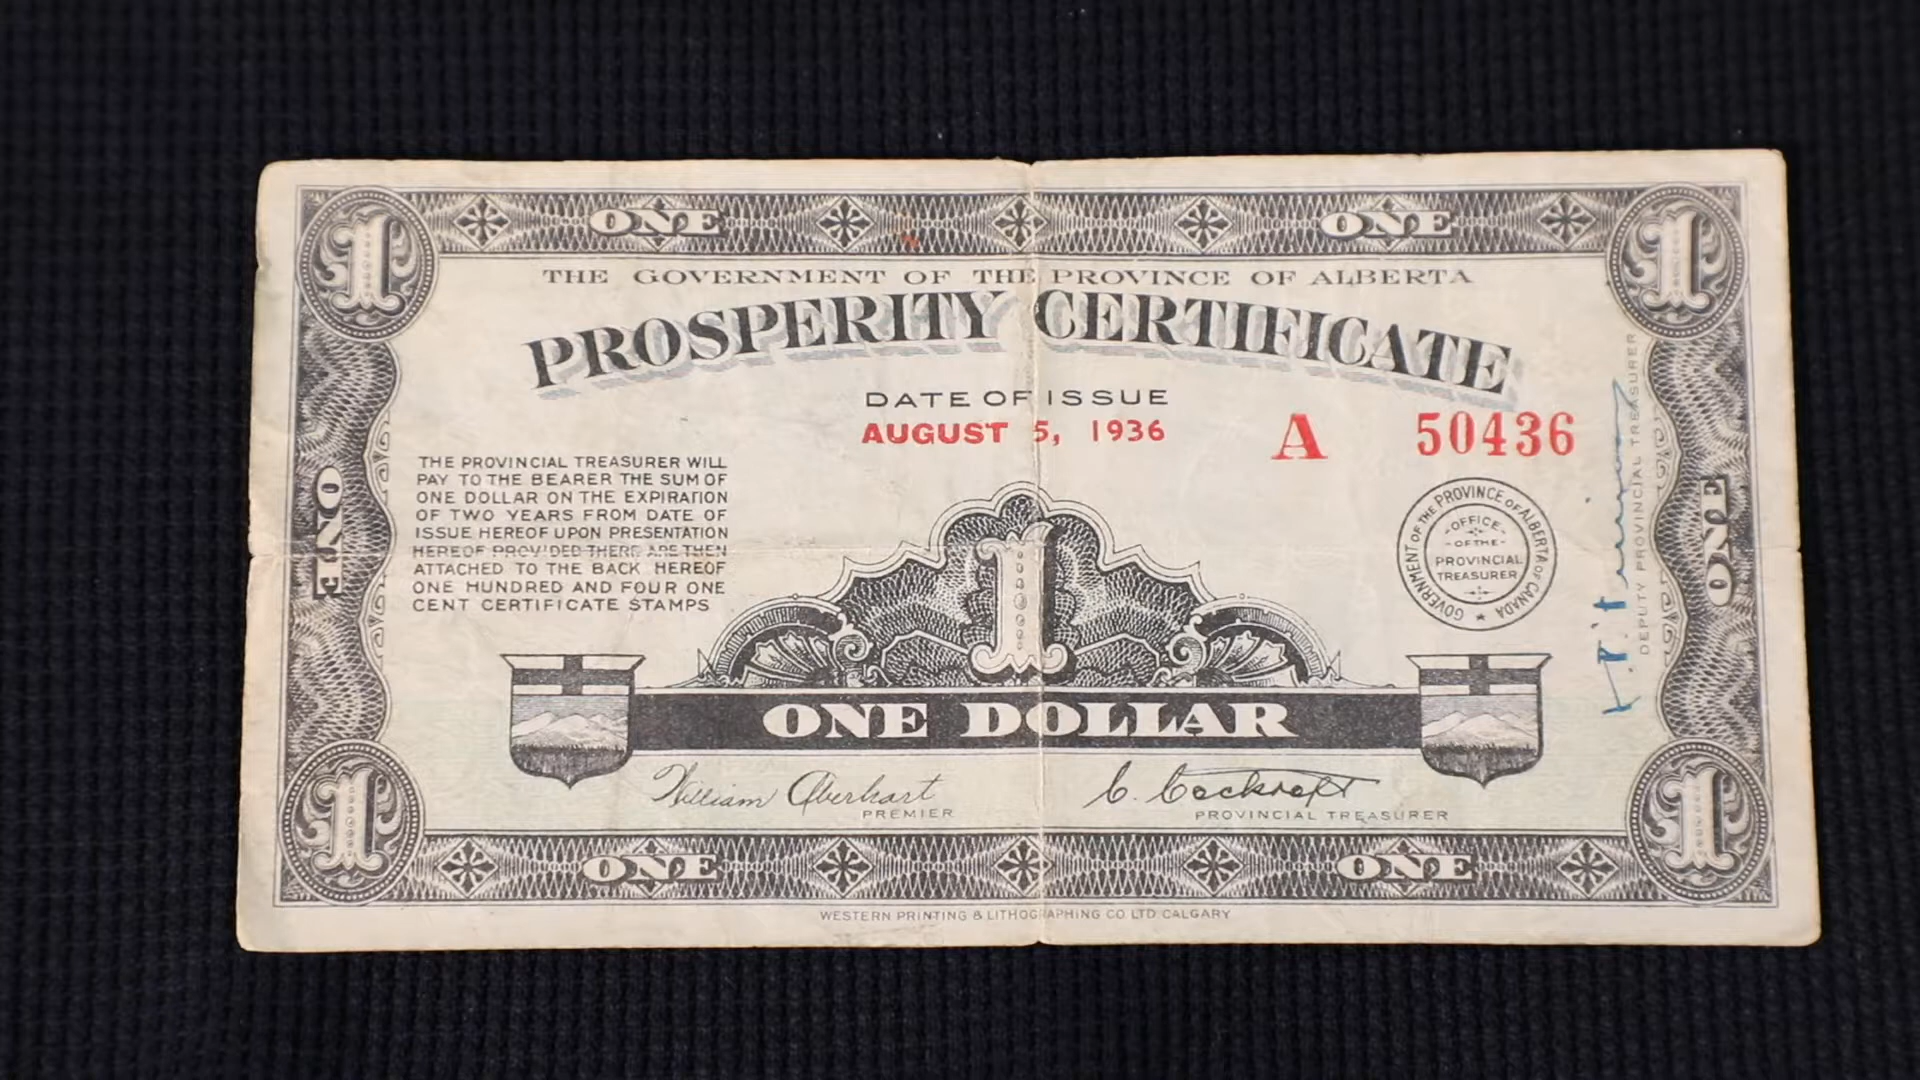 1 ONE ONE 1
THE GOVERNMENT OF THE PROVINCE OF ALBERTA
PROSPERITY CERTIFICATE
DATE OF ISSUE
AUGUST 5, 1936
A 50436
THE PROVINCIAL TREASURER WILL
PAY TO THE BEARER THE SUM OF
ONE DOLLAR ON THE EXPIRATION
OF TWO YEARS FROM DATE OF
ISSUE HEREOF UPON PRESENTATION
HEREOF PROVIDED THERE ARE THEN
ATTACHED TO THE BACK HEREOF
ONE HUNDRED AND FOUR ONE
CENT CERTIFICATE STAMPS
ONE
1
GOVERNMENT OF THE PROVINCE OF ALBERTA CANADA
OFFICE
OF THE
PROVINCIAL
TREASURER
DEPUTY PROVINCIAL TREASURER
ONE
ONE DOLLAR
William Aberhart
PREMIER
C. Cockroft
PROVINCIAL TREASURER
1 ONE ONE 1
WESTERN PRINTING & LITHOGRAPHING CO LTD CALGARY